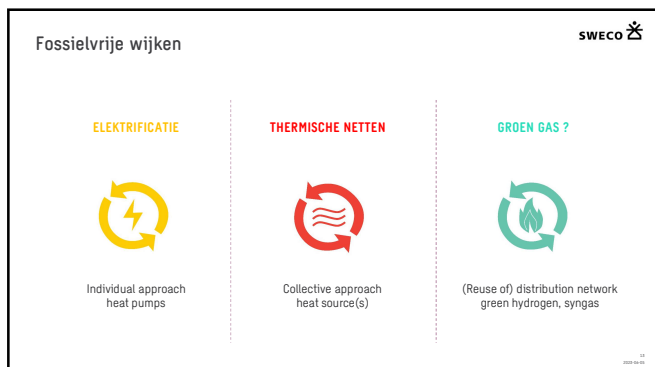 Fossielvrije wijken
SWECO
ELEKTRIFICATIE
THERMISCHE NETTEN
GROEN GAS ?
Individual approach
heat pumps
Collective approach
heat source(s)
(Reuse of) distribution network
green hydrogen, syngas